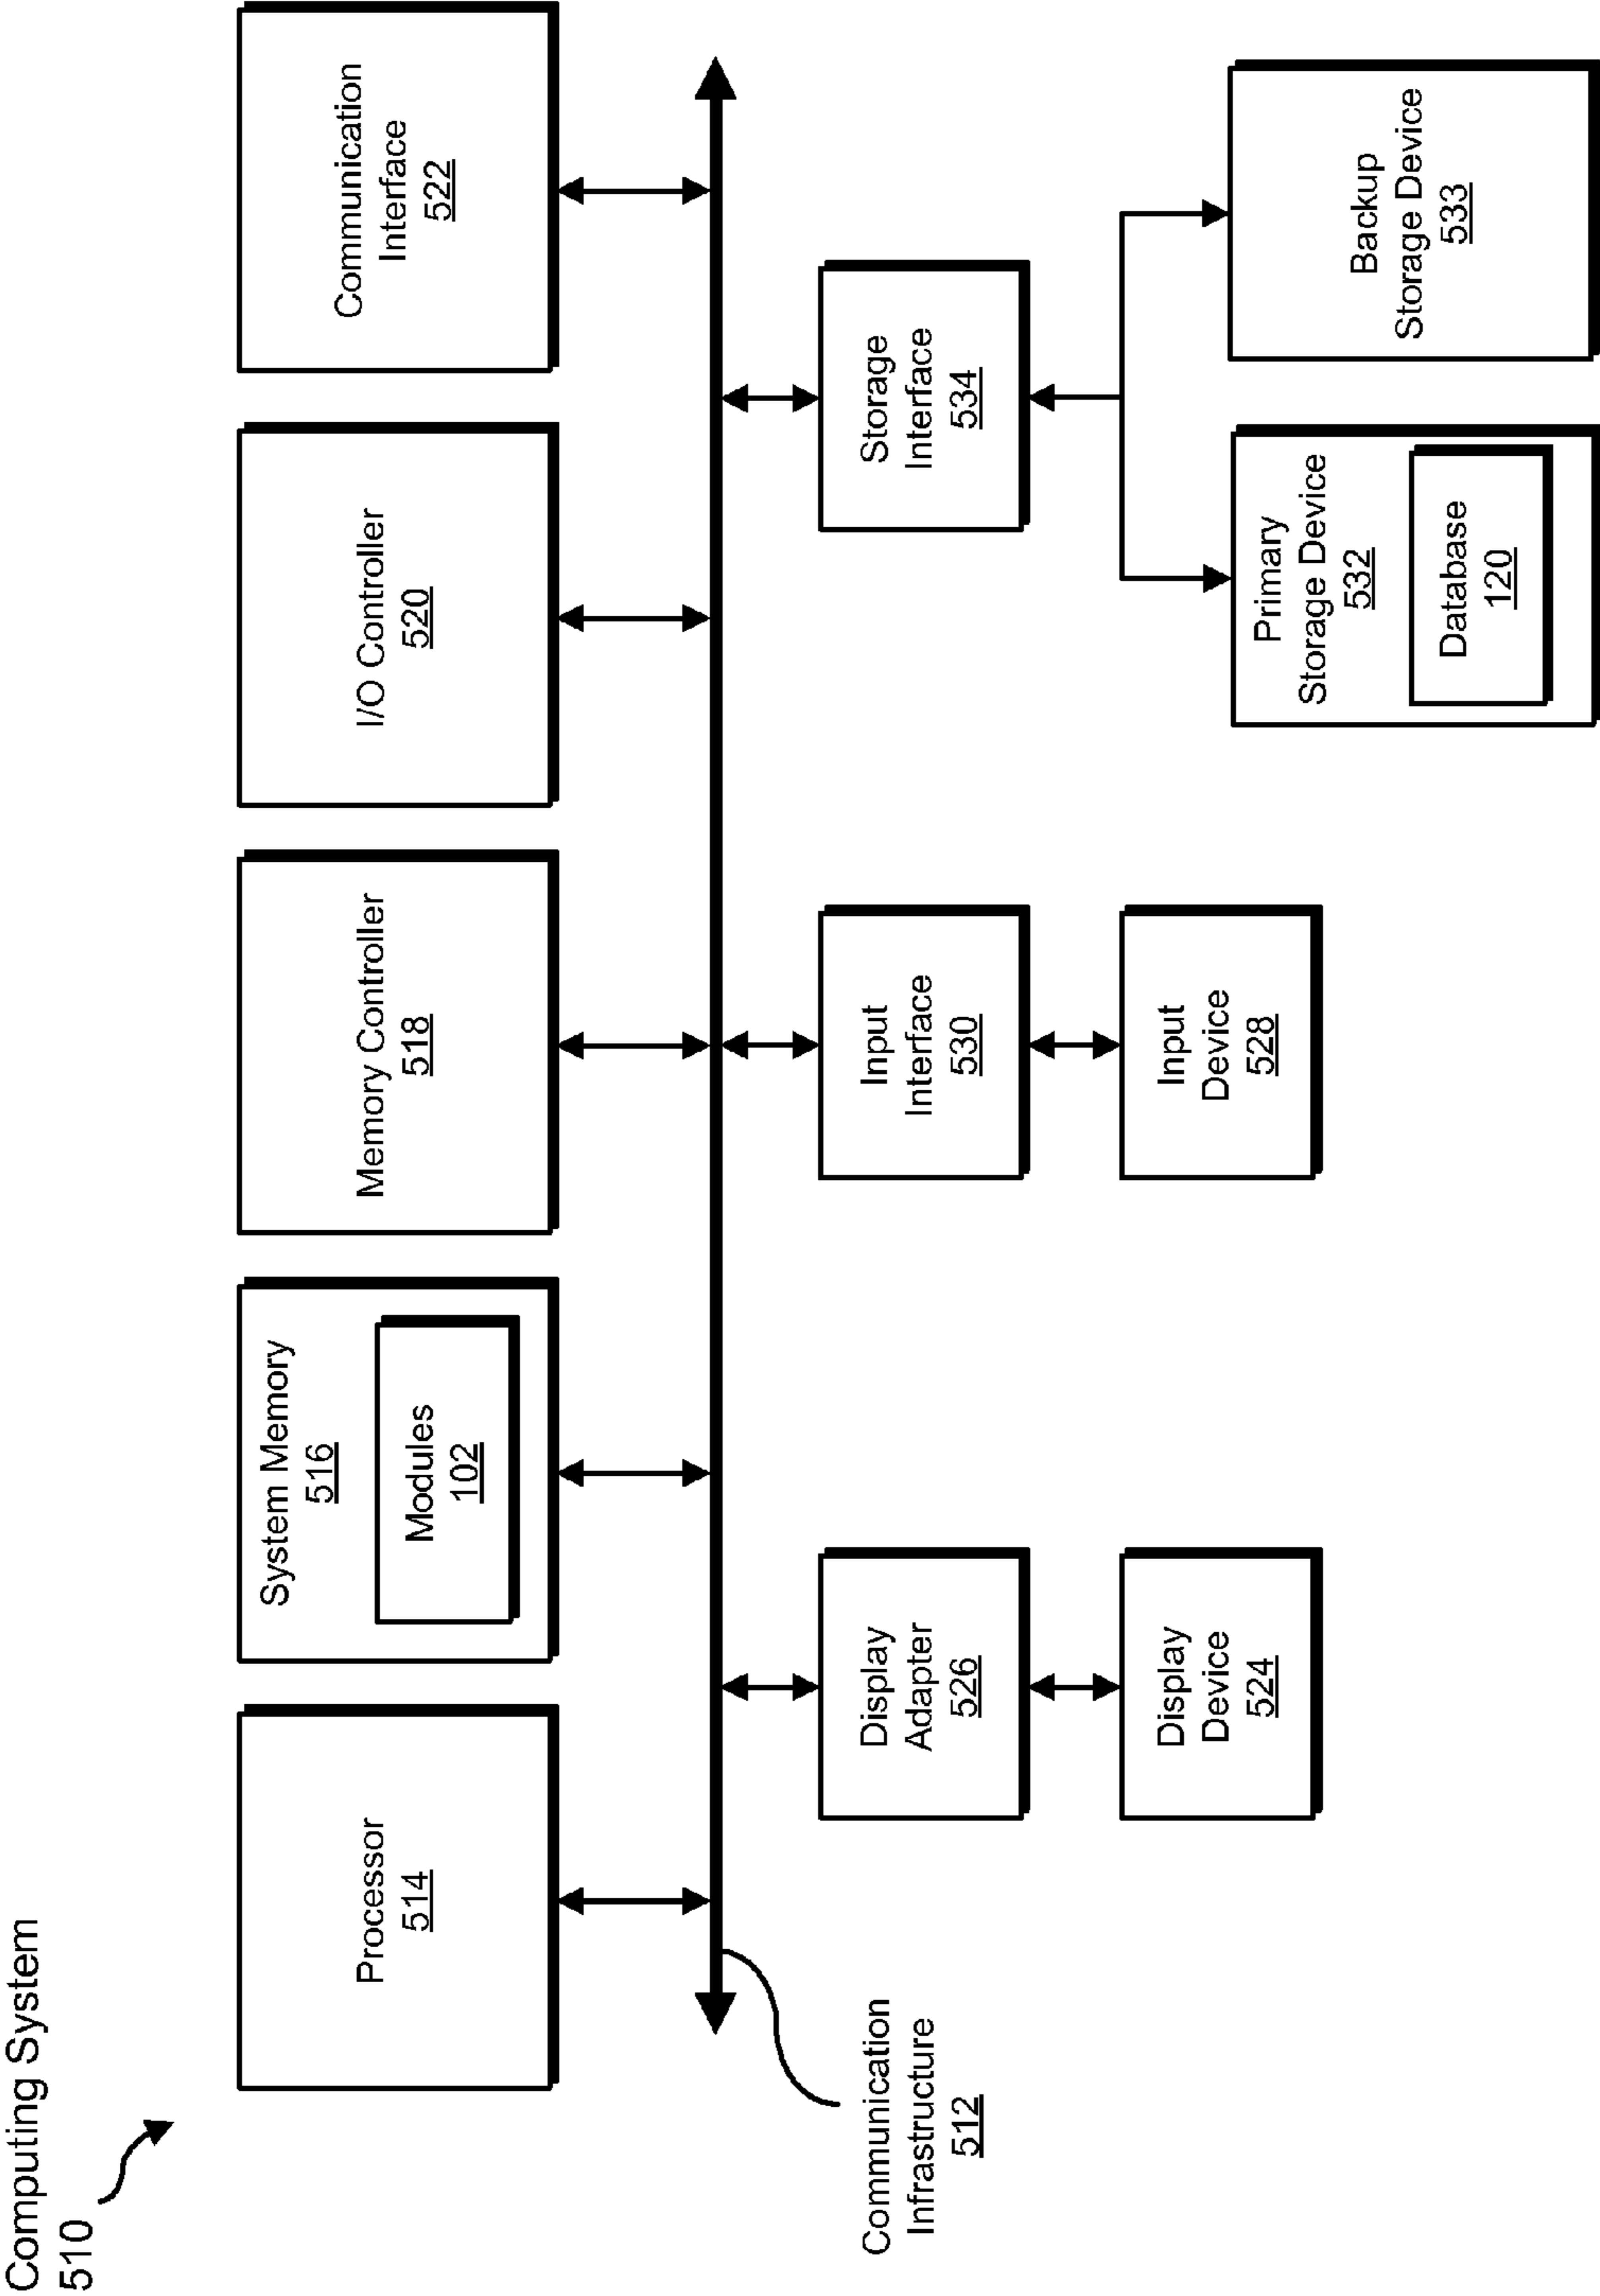 Computing System
510
Processor
514
System Memory
516
Modules
102
Memory Controller
518
I/O Controller
520
Communication
Interface
522
Communication
Infrastructure
512
Display
Adapter
526
Input
Interface
530
Storage
Interface
534
Display
Device
524
Input
Device
528
Primary
Storage Device
532
Database
120
Backup
Storage Device
533